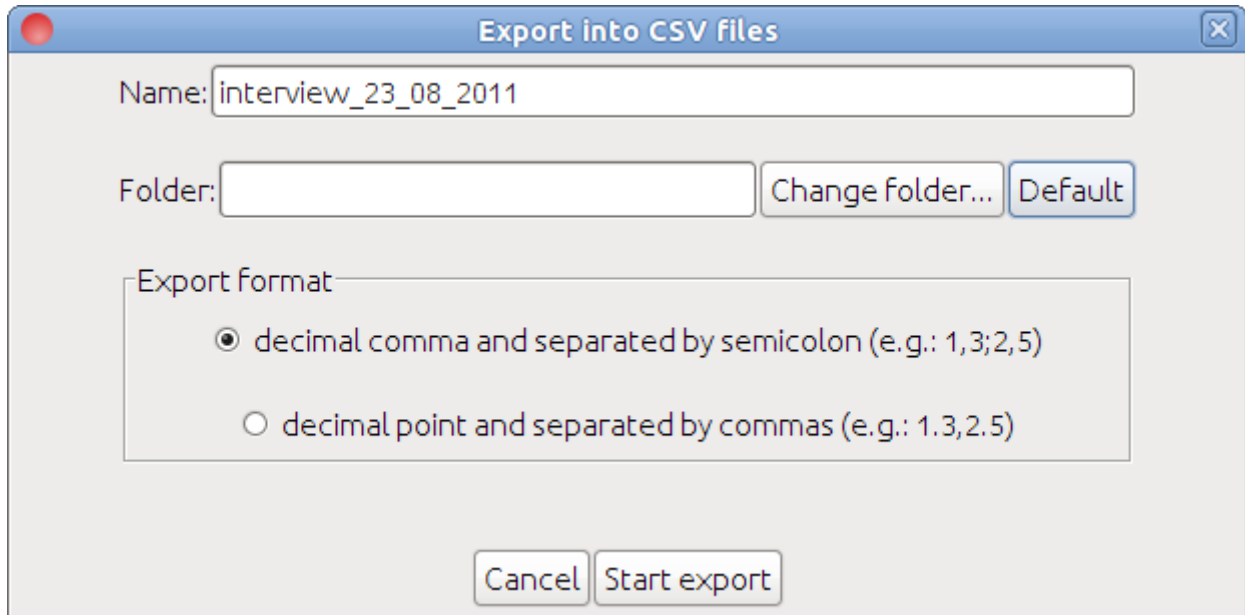 Export into CSV files
Name: interview_23_08_2011
Folder: Change folder... Default
Export format
decimal comma and separated by semicolon (e.g.: 1,3;2,5)
decimal point and separated by commas (e.g.: 1.3,2.5)
Cancel Start export